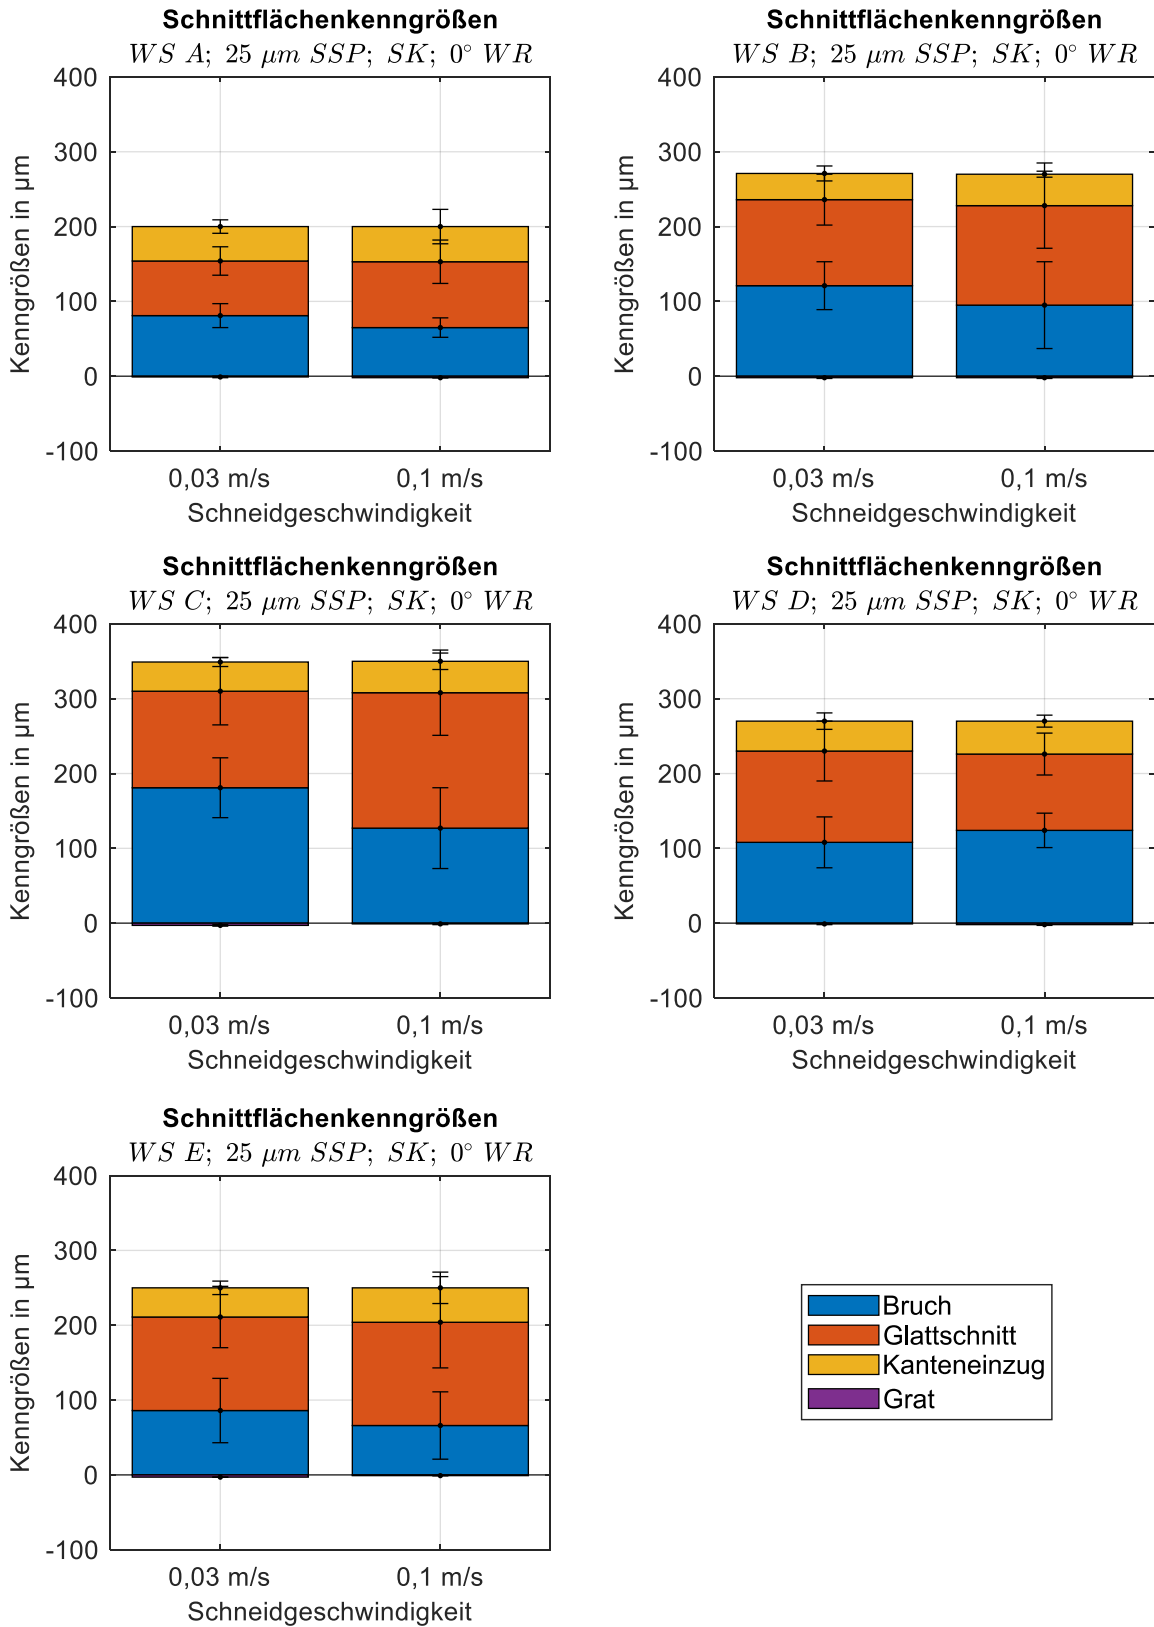 Schnittflächenkenngrößen
WS A; 25 μm SSP; SK; 0° WR
400
300
200
100
0
-100
Kenngrößen in µm
0,03 m/s 0,1 m/s
Schneidgeschwindigkeit
Schnittflächenkenngrößen
WS B; 25 μm SSP; SK; 0° WR
400
300
200
100
0
-100
Kenngrößen in µm
0,03 m/s 0,1 m/s
Schneidgeschwindigkeit
Schnittflächenkenngrößen
WS C; 25 μm SSP; SK; 0° WR
400
300
200
100
0
-100
Kenngrößen in µm
0,03 m/s 0,1 m/s
Schneidgeschwindigkeit
Schnittflächenkenngrößen
WS D; 25 μm SSP; SK; 0° WR
400
300
200
100
0
-100
Kenngrößen in µm
0,03 m/s 0,1 m/s
Schneidgeschwindigkeit
Schnittflächenkenngrößen
WS E; 25 μm SSP; SK; 0° WR
400
300
200
100
0
-100
Kenngrößen in µm
0,03 m/s 0,1 m/s
Schneidgeschwindigkeit
Bruch
Glattschnitt
Kanteneinzug
Grat